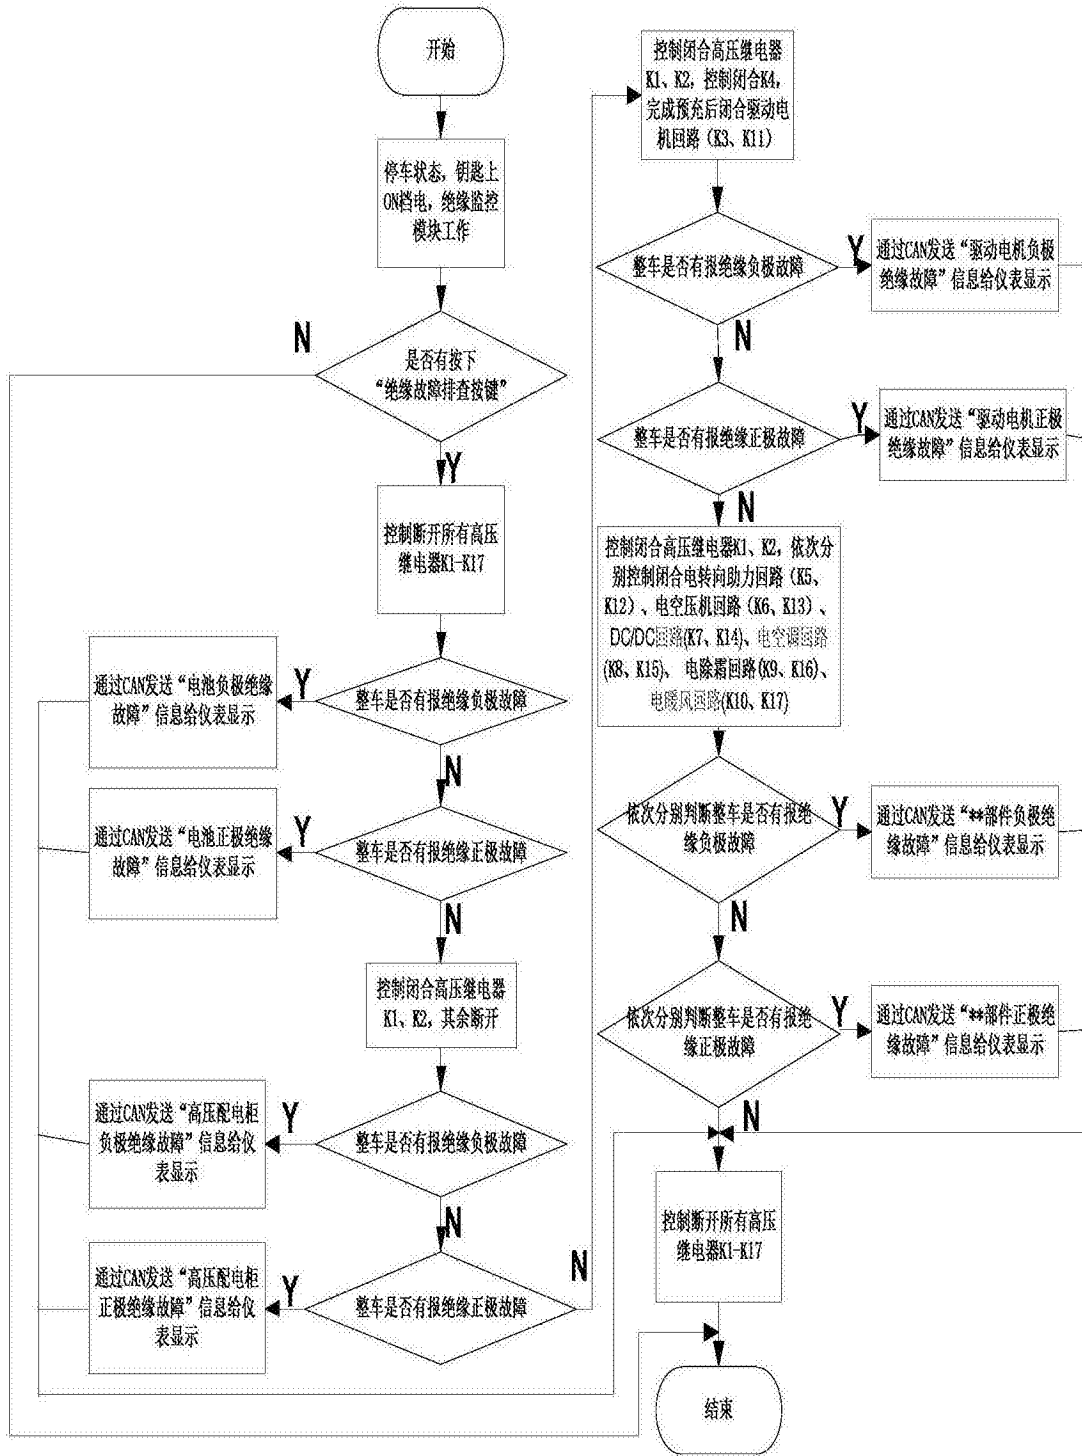 开始
停车状态，钥匙上
ON挡电，绝缘监控
模块工作
N
是否有按下
“绝缘故障排查按键”
Y
控制断开所有高压
继电器K1-K17
通过CAN发送“电池负极绝缘
故障”信息给仪表显示
Y
整车是否有报绝缘负极故障
N
通过CAN发送“电池正极绝缘
故障”信息给仪表显示
Y
整车是否有报绝缘正极故障
N
控制闭合高压继电器
K1、K2，其余断开
通过CAN发送“高压配电柜
负极绝缘故障”信息给仪
表显示
Y
整车是否有报绝缘负极故障
N
通过CAN发送“高压配电柜
正极绝缘故障”信息给仪
表显示
Y
整车是否有报绝缘正极故障
N
控制闭合高压继电器
K1、K2，控制闭合K4，
完成预充后闭合驱动电
机回路（K3、K11）
整车是否有报绝缘负极故障
Y
通过CAN发送“驱动电机负极
绝缘故障”信息给仪表显示
N
整车是否有报绝缘正极故障
Y
通过CAN发送“驱动电机正极
绝缘故障”信息给仪表显示
N
控制闭合高压继电器K1、K2，依次分
别控制闭合电转向助力回路（K5、
K12）、电空压机回路（K6、K13）、
DC/DC回路(K7、K14)、电空调回路
(K8、K15)、电除霜回路(K9、K16)、
电暖风回路(K10、K17)
依次分别判断整车是否有报绝
缘负极故障
Y
通过CAN发送“**部件负极绝
缘故障”信息给仪表显示
N
依次分别判断整车是否有报绝
缘正极故障
Y
通过CAN发送“**部件正极绝
缘故障”信息给仪表显示
N
控制断开所有高压
继电器K1-K17
结束